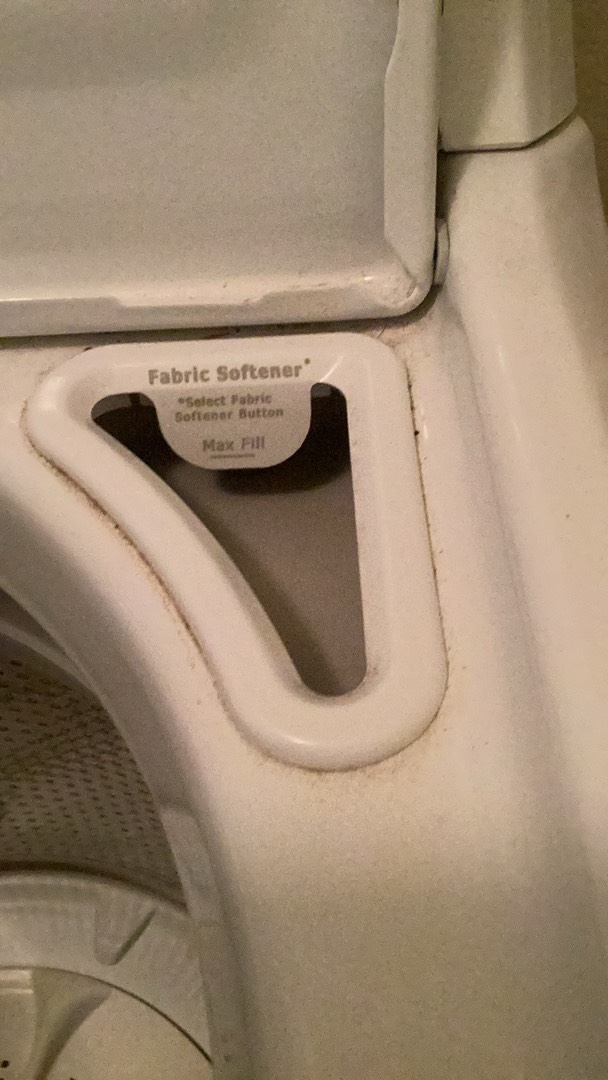 Fabric Softener*
*Select Fabric
Softener Button
Max Fill